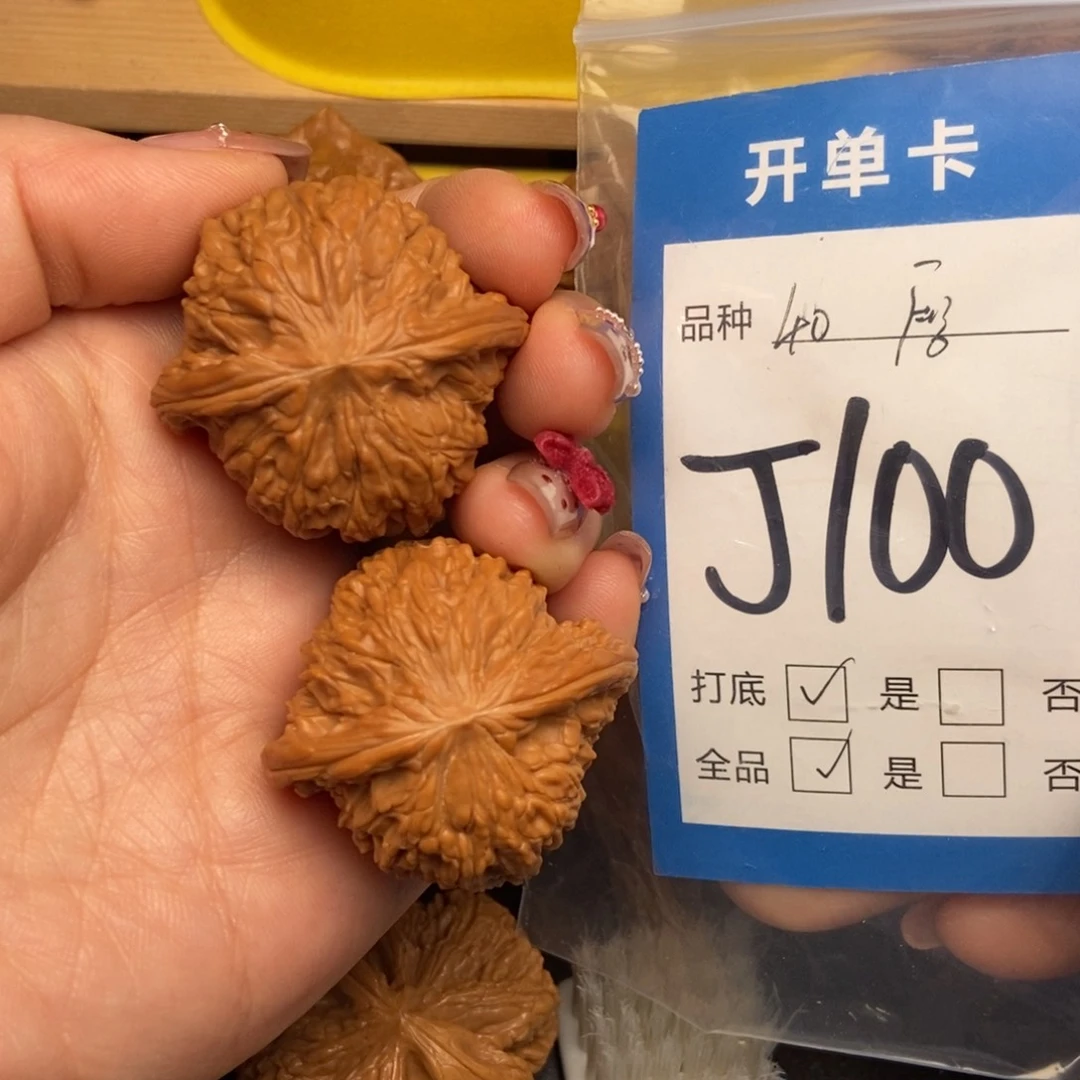 开单卡
品种 40
J100
打底 ☑ 是 ☐ 否
全品 ☑ 是 ☐ 否